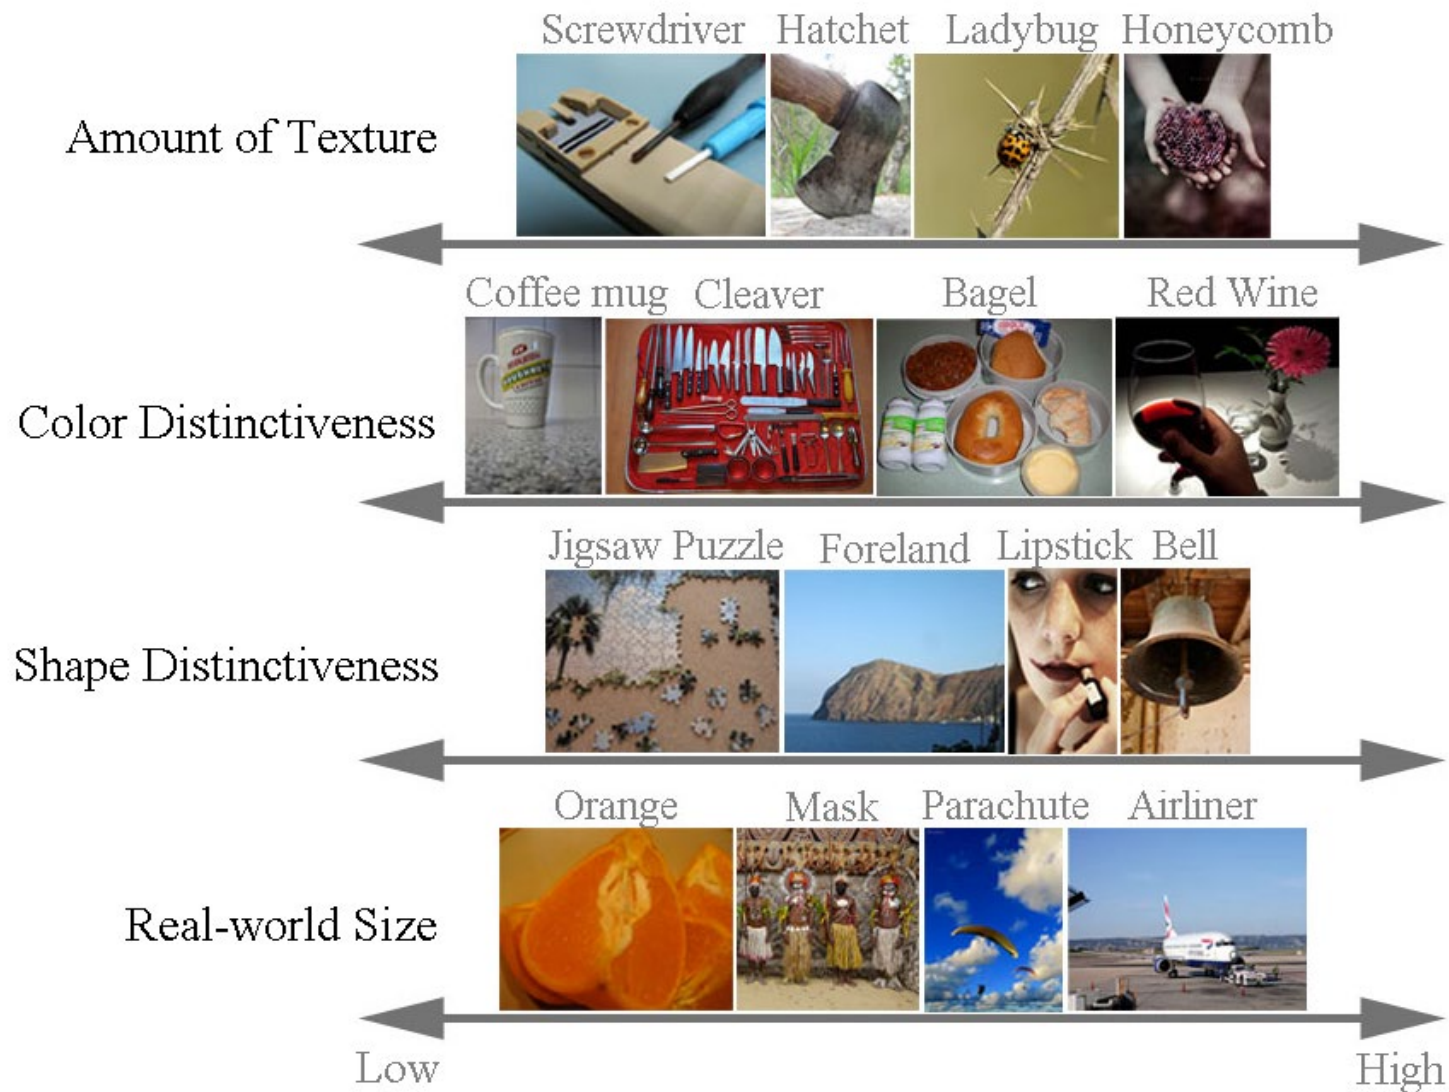 Screwdriver Hatchet Ladybug Honeycomb
Amount of Texture
Coffee mug Cleaver Bagel Red Wine
Color Distinctiveness
Jigsaw Puzzle Foreland Lipstick Bell
Shape Distinctiveness
Orange Mask Parachute Airliner
Real-world Size
Low High